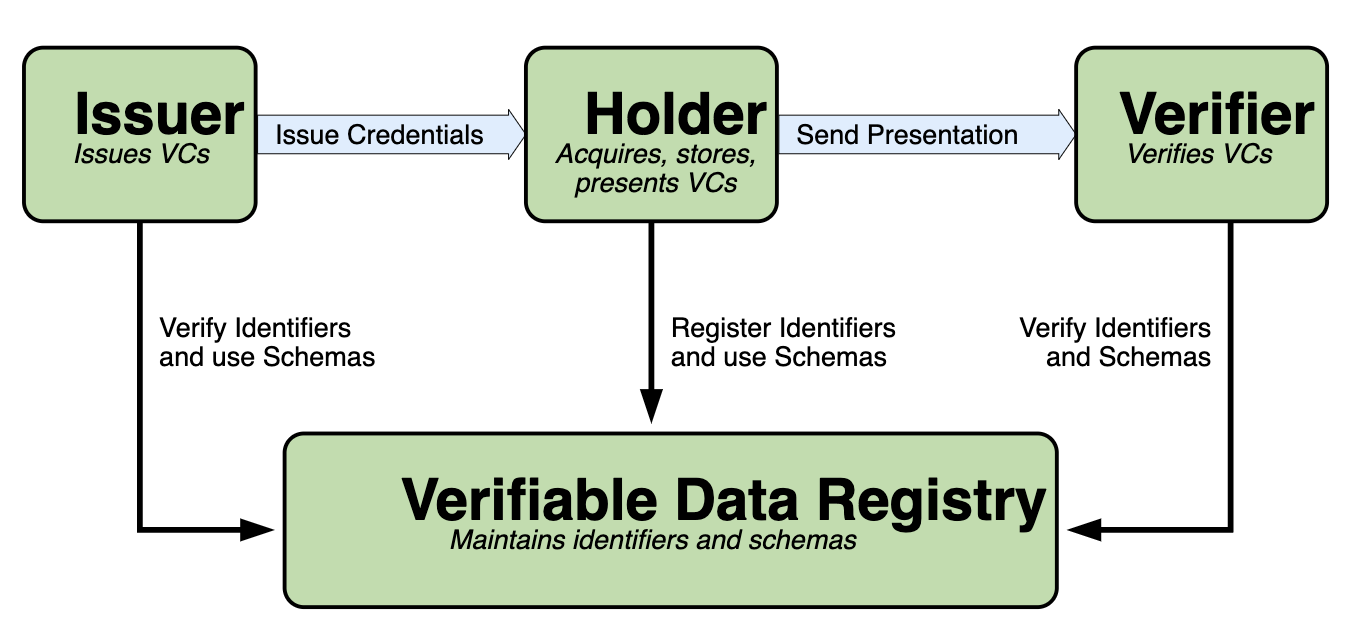 Issuer
Issues VCs
Issue Credentials
Holder
Acquires, stores,
presents VCs
Send Presentation
Verifier
Verifies VCs
Verify Identifiers
and use Schemas
Register Identifiers
and use Schemas
Verify Identifiers
and Schemas
Verifiable Data Registry
Maintains identifiers and schemas